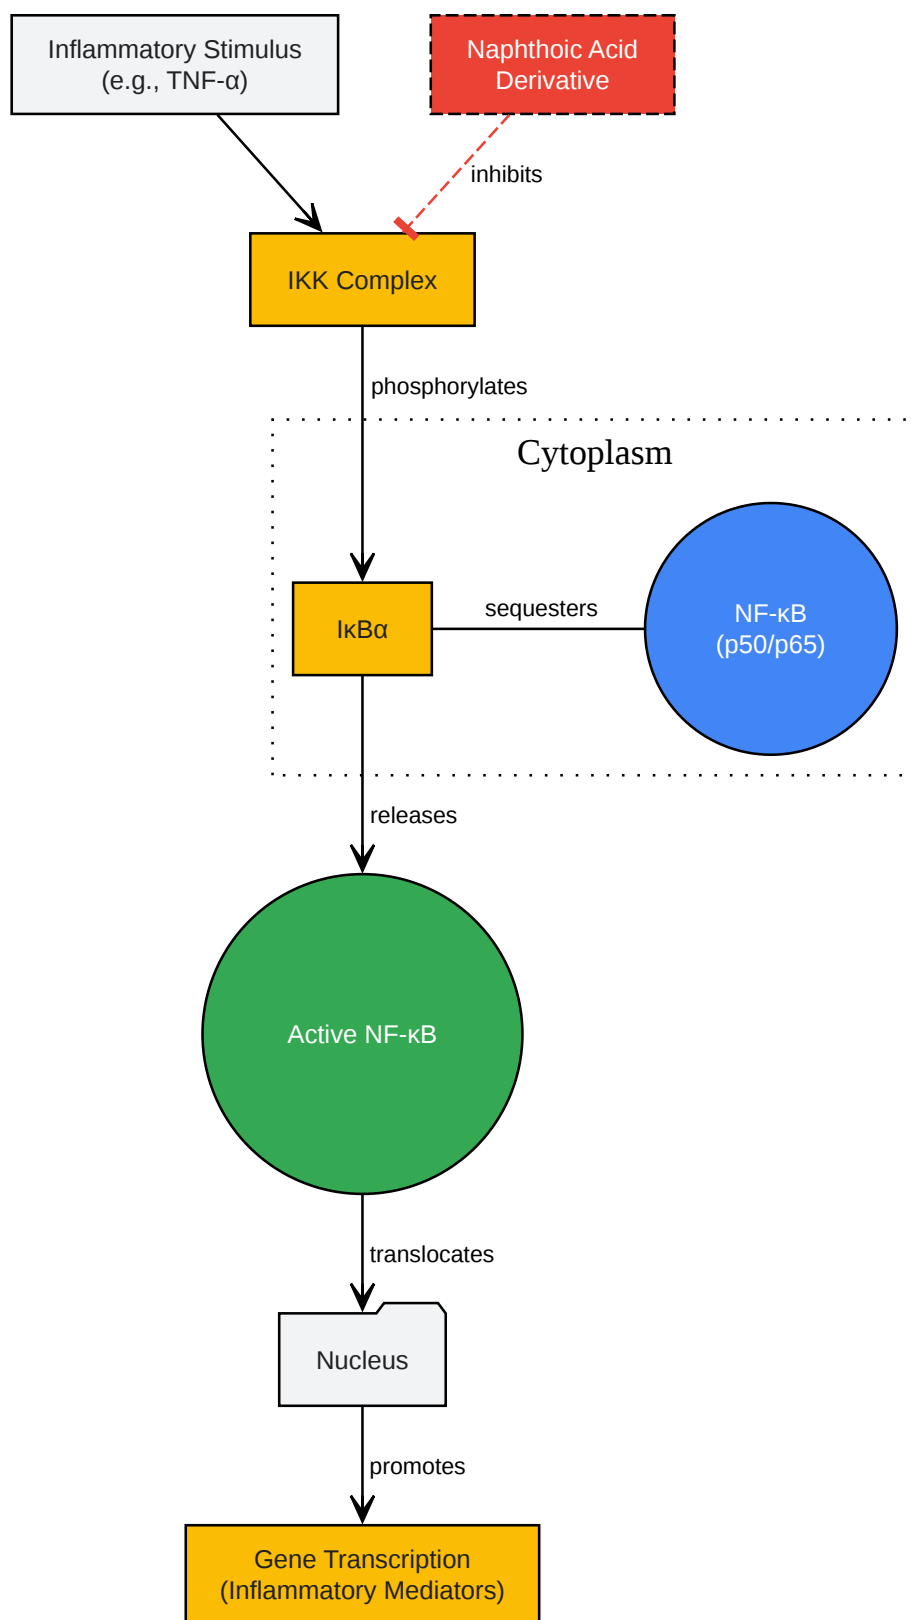 Inflammatory Stimulus
(e.g., TNF-α)
Naphthoic Acid
Derivative
inhibits
IKK Complex
phosphorylates
Cytoplasm
IκBα
sequesters
NF-κB
(p50/p65)
releases
Active NF-κB
translocates
Nucleus
promotes
Gene Transcription
(Inflammatory Mediators)